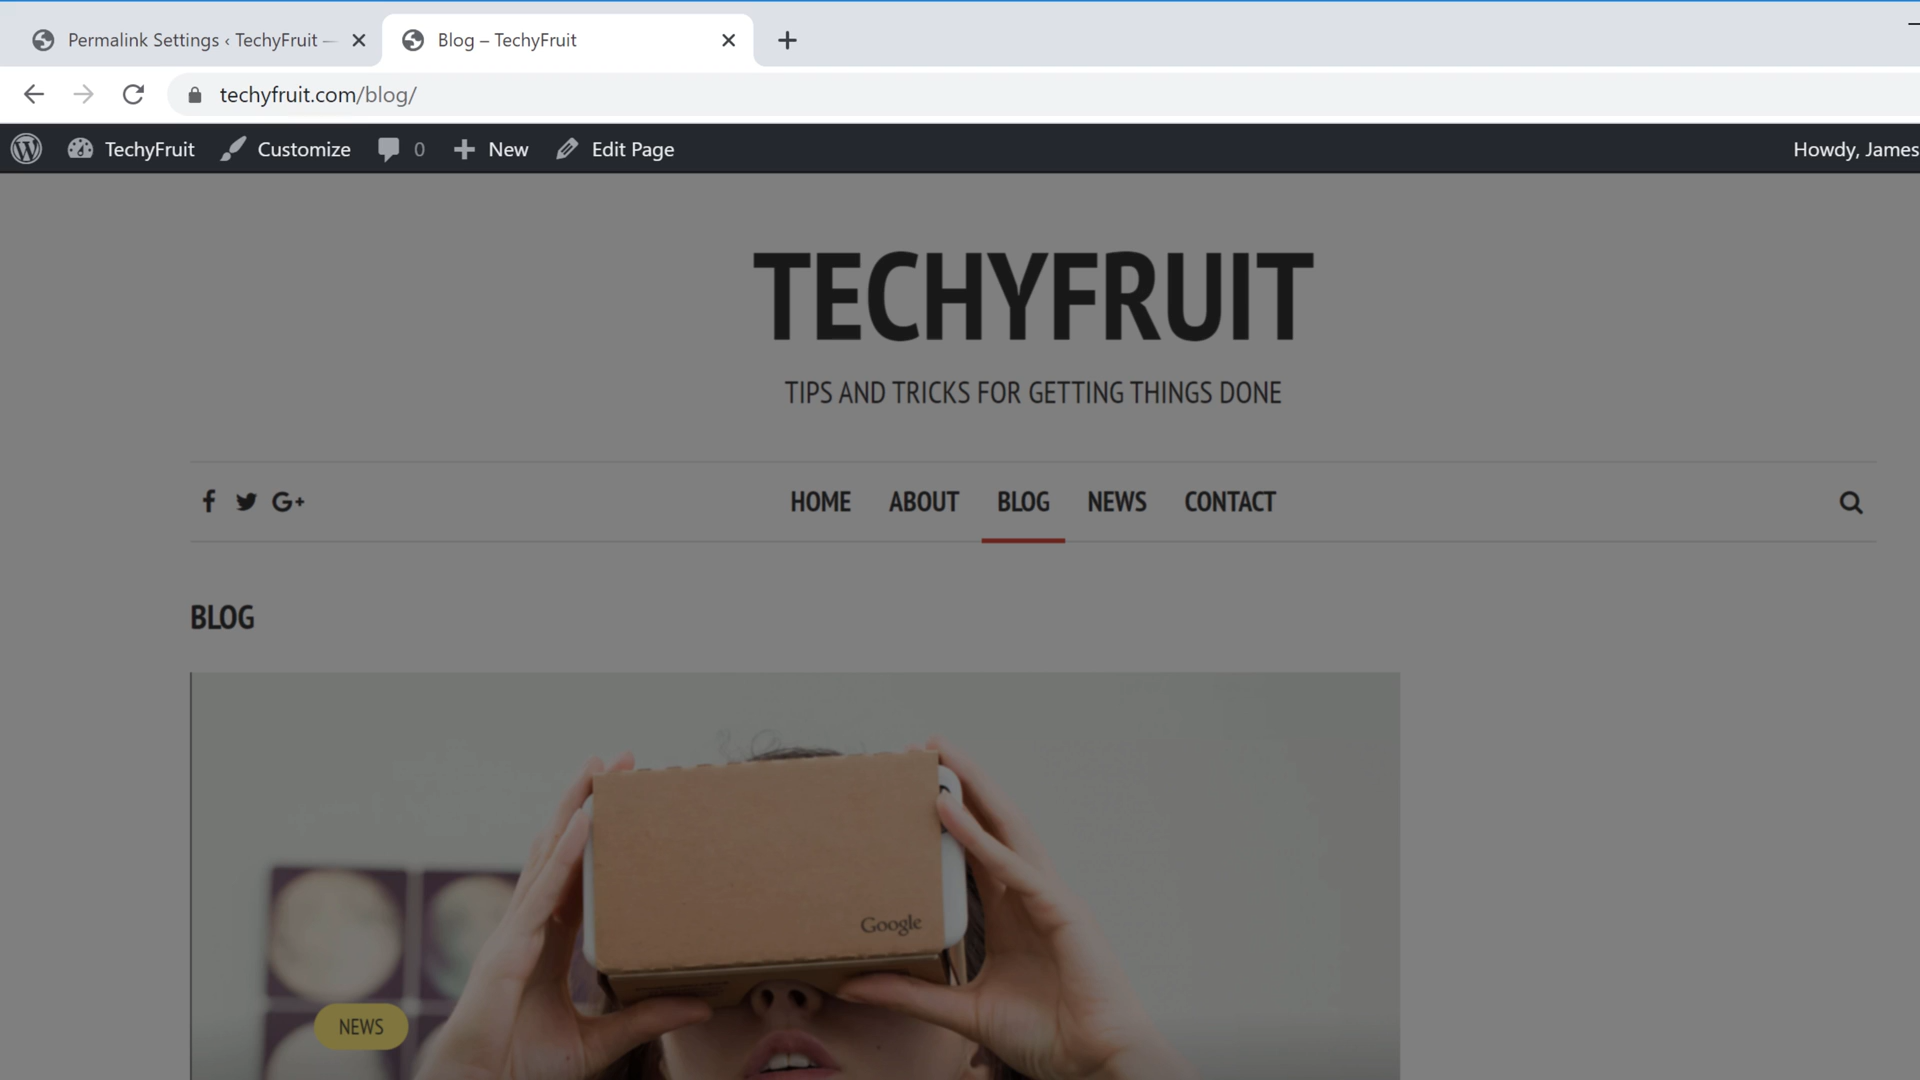 Permalink Settings ‹ TechyFruit —
Blog – TechyFruit
techyfruit.com/blog/
TechyFruit
Customize
0
New
Edit Page
Howdy, James
TECHYFRUIT
TIPS AND TRICKS FOR GETTING THINGS DONE
G+
HOME
ABOUT
BLOG
NEWS
CONTACT
BLOG
Google
NEWS